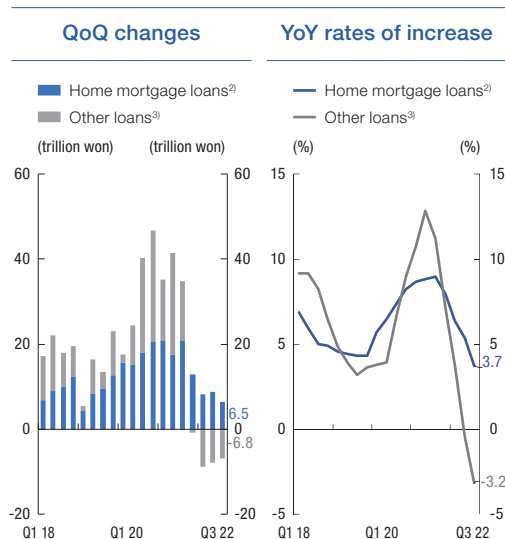 QoQ changes
Home mortgage loans2)
Other loans3)
(trillion won) (trillion won)
60 60
40 40
20 20
6.5
0 0
-6.8
-20 -20
Q1 18 Q1 20 Q3 22
YoY rates of increase
Home mortgage loans2)
Other loans3)
(%) (%)
15 15
10 10
5 5
3.7
0 0
-3.2
-5 -5
Q1 18 Q1 20 Q3 22